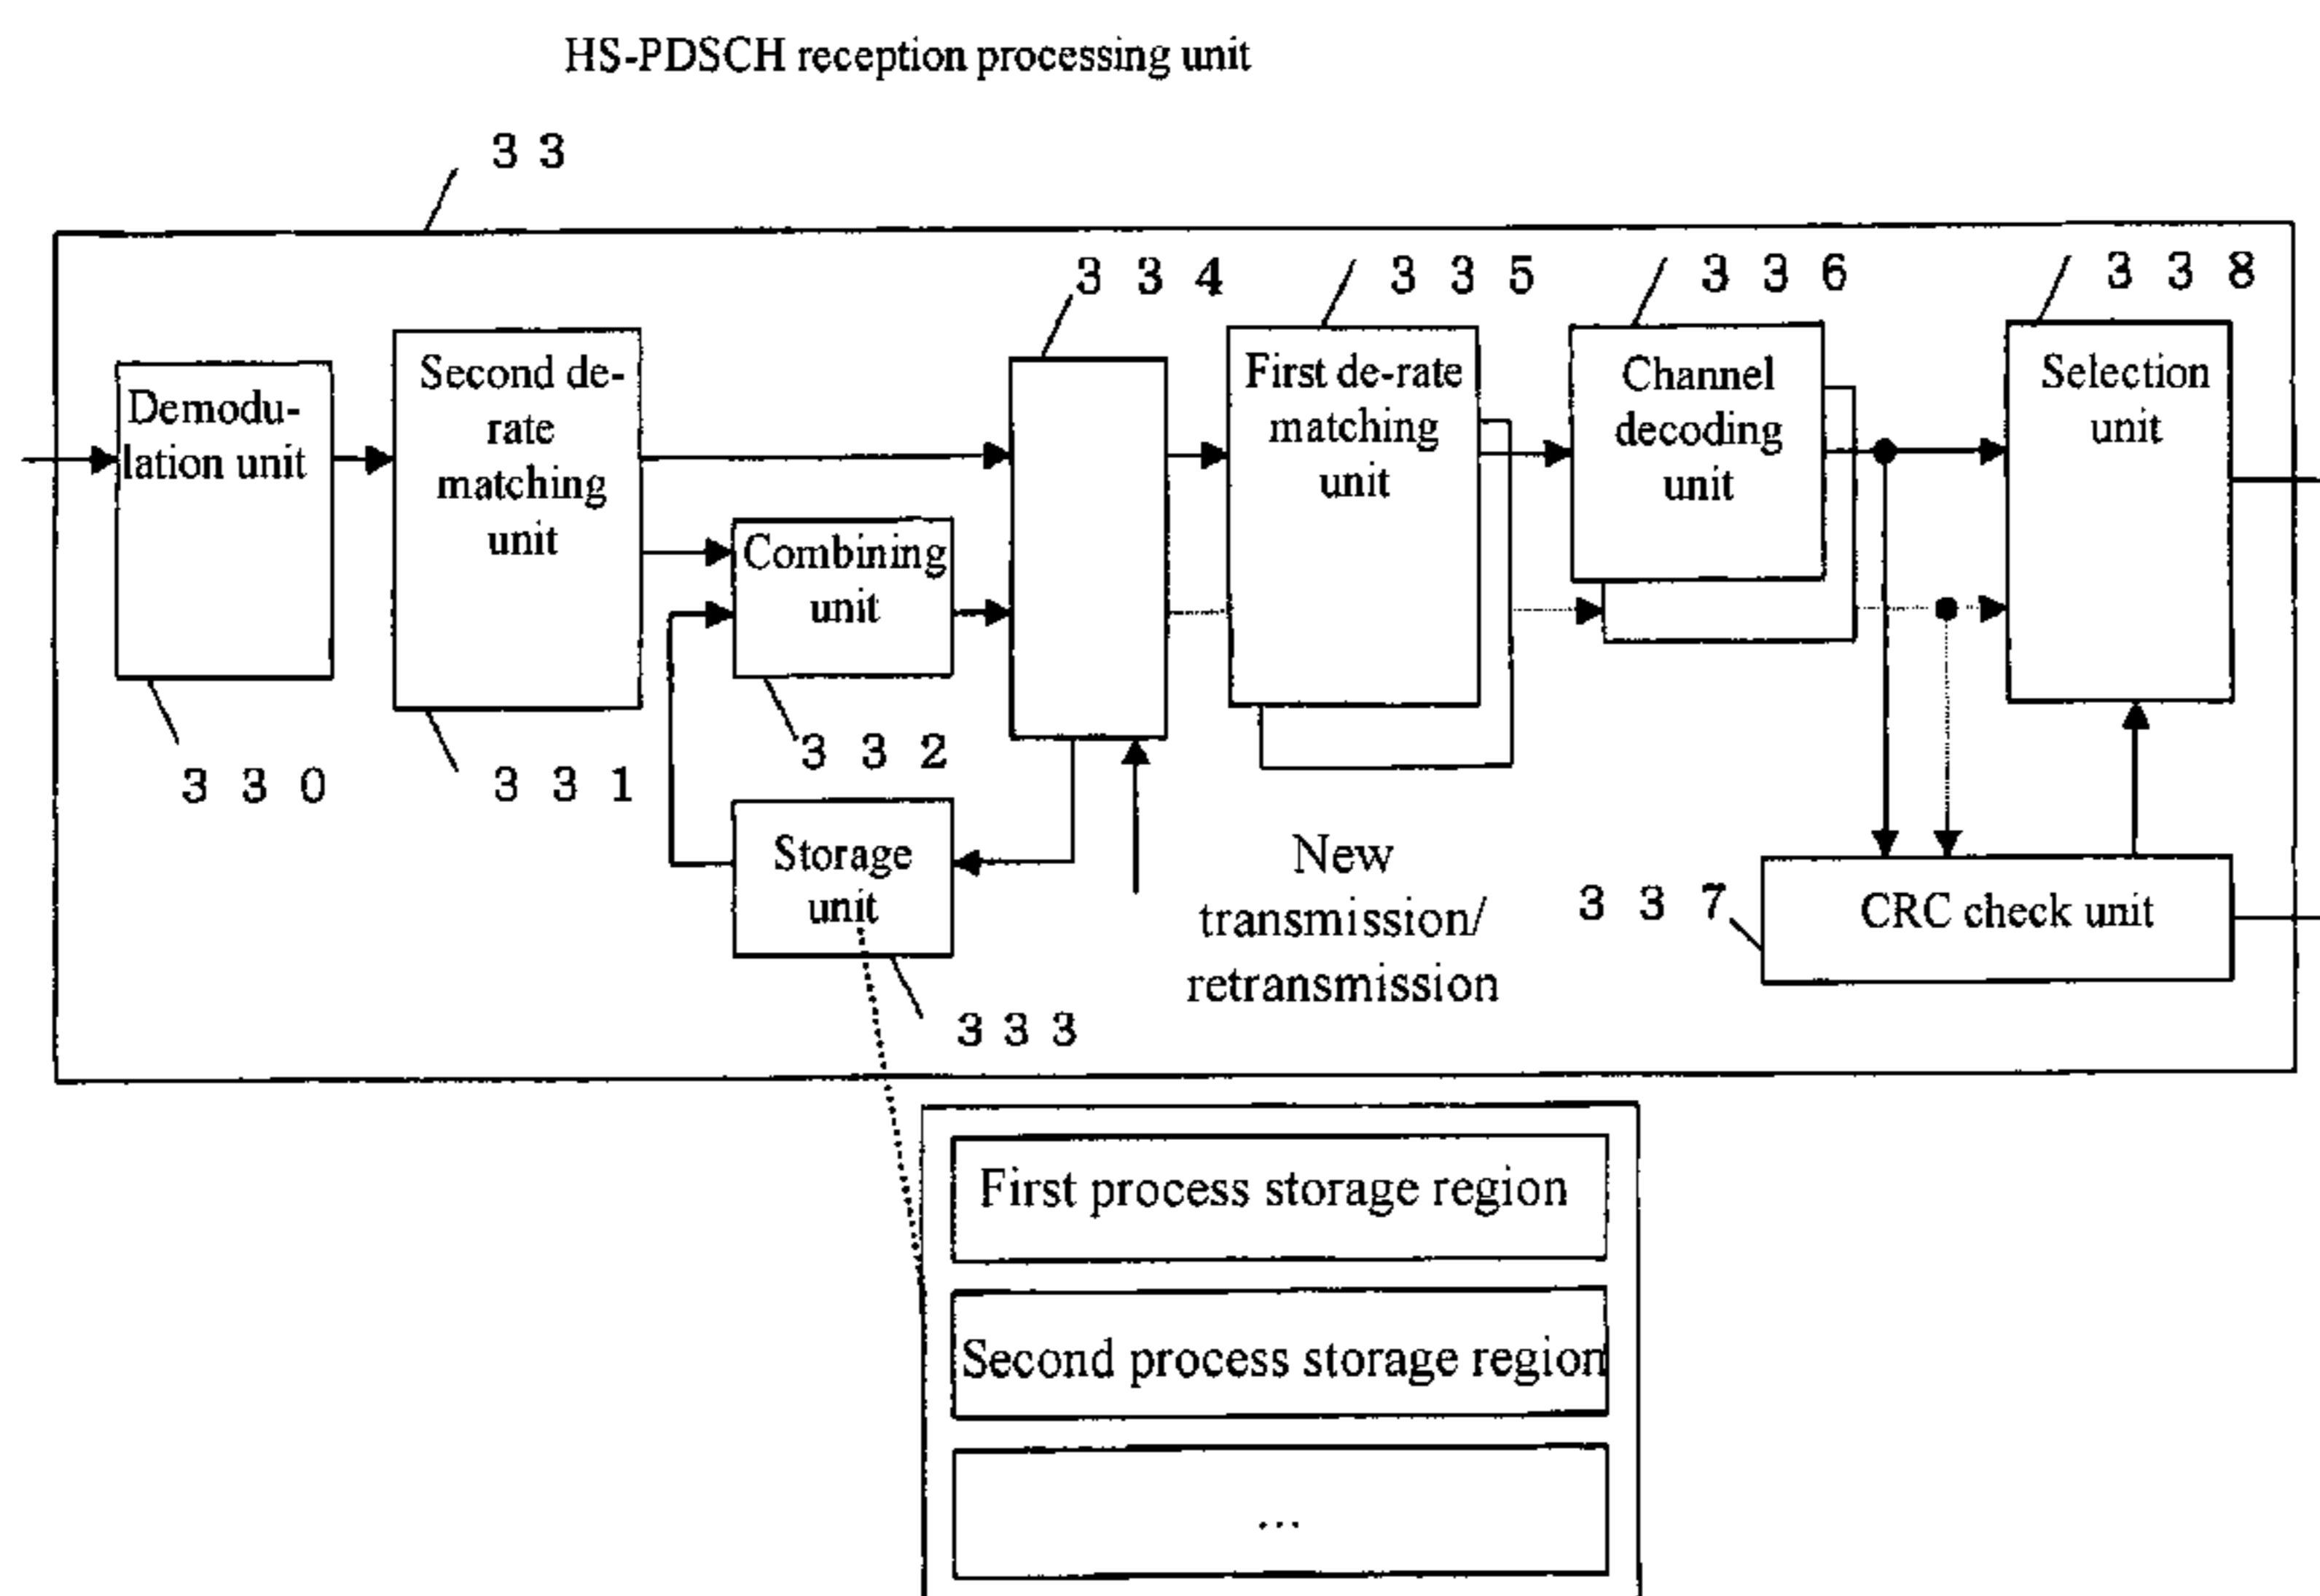 HS-PDSCH reception processing unit
3 3
3 3 4
3 3 5
3 3 6
3 3 8
Demodu-
lation unit
Second de-
rate
matching
unit
Combining
unit
First de-rate
matching
unit
Channel
decoding
unit
Selection
unit
3 3 0
3 3 1
3 3 2
Storage
unit
3 3 3
New
transmission/
retransmission
3 3 7
CRC check unit
First process storage region
Second process storage region
...